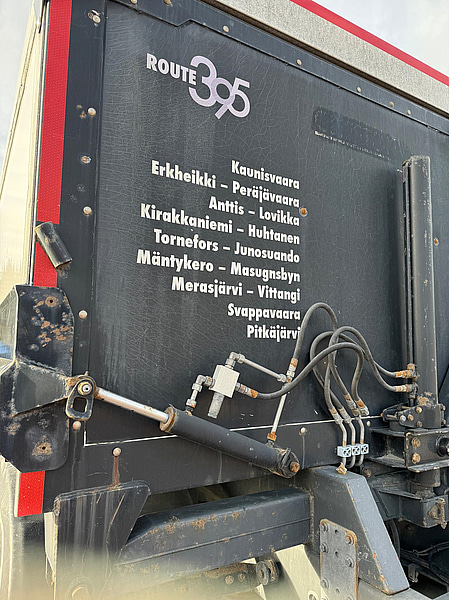 ROUTE 395
Kaunisvaara
Erkheikki – Peräjävaara
Anttis – Lovikka
Kirakkaniemi – Huhtanen
Tornefors – Junosuando
Mäntykero – Masugnsbyn
Merasjärvi – Vittangi
Svappavaara
Pitkäjärvi